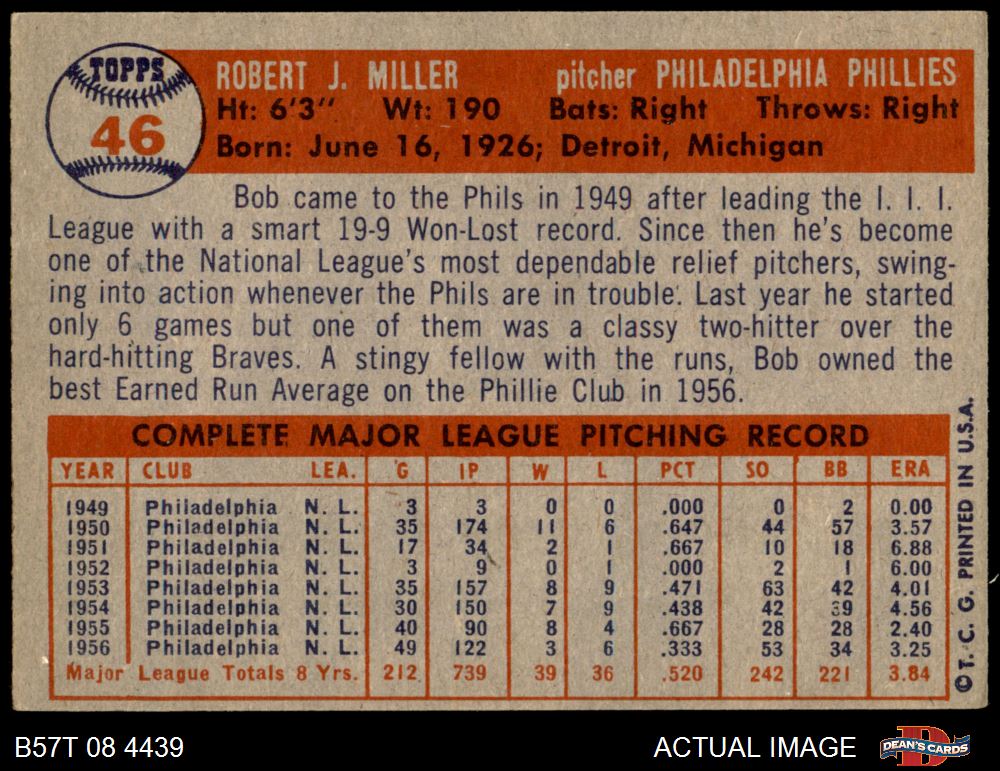 TOPPS
46
ROBERT J. MILLER pitcher PHILADELPHIA PHILLIES
Ht: 6'3" Wt: 190 Bats: Right Throws: Right
Born: June 16, 1926; Detroit, Michigan
Bob came to the Phils in 1949 after leading the I. I. I.
League with a smart 19-9 Won-Lost record. Since then he's become
one of the National League's most dependable relief pitchers, swing-
ing into action whenever the Phils are in trouble. Last year he started
only 6 games but one of them was a classy two-hitter over the
hard-hitting Braves. A stingy fellow with the runs, Bob owned the
best Earned Run Average on the Phillie Club in 1956.
COMPLETE MAJOR LEAGUE PITCHING RECORD
YEAR CLUB LEA. G IP W L PCT SO BB ERA
1949 Philadelphia N. L. 3 3 0 0 .000 0 2 0.00
1950 Philadelphia N. L. 35 174 11 6 .647 44 57 3.57
1951 Philadelphia N. L. 17 34 2 1 .667 10 18 6.88
1952 Philadelphia N. L. 3 9 0 1 .000 2 1 6.00
1953 Philadelphia N. L. 35 157 8 9 .471 63 42 4.01
1954 Philadelphia N. L. 30 150 7 9 .438 42 39 4.56
1955 Philadelphia N. L. 40 90 8 4 .667 28 28 2.40
1956 Philadelphia N. L. 49 122 3 6 .333 53 34 3.25
Major League Totals 8 Yrs. 212 739 39 36 .520 242 221 3.84
©T. C. G. PRINTED IN U.S.A.
B57T 08 4439 ACTUAL IMAGE DEAN'S CARDS